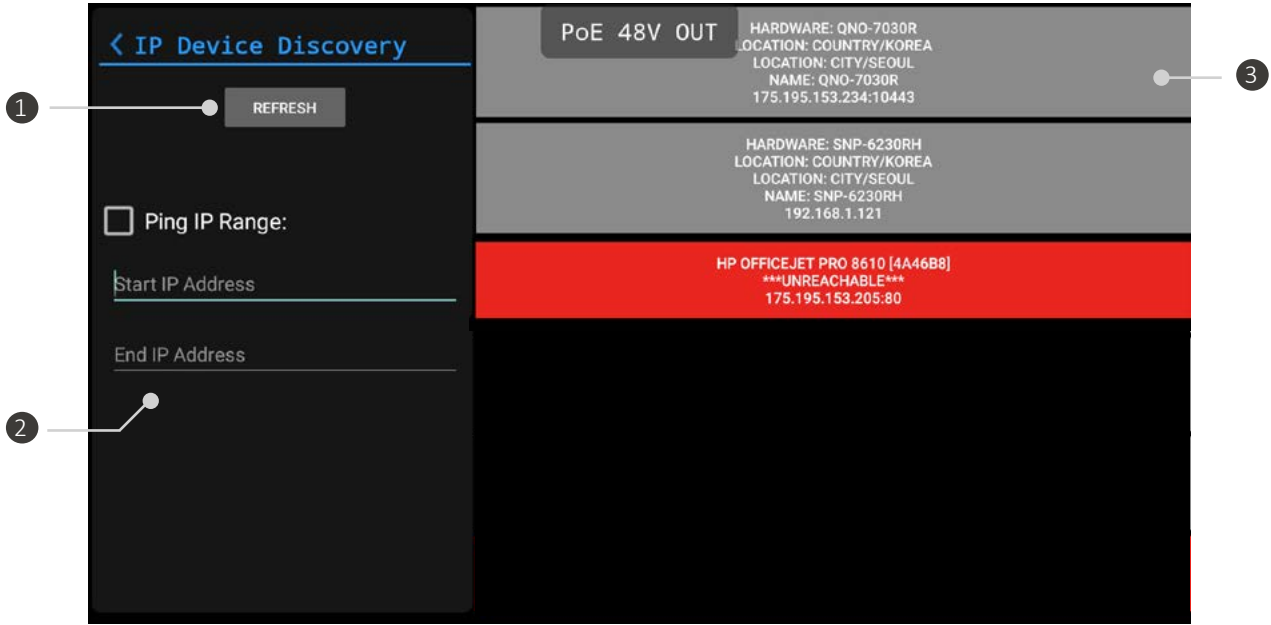 < IP Device Discovery
1
REFRESH
Ping IP Range:
Start IP Address
End IP Address
2
PoE 48V OUT
HARDWARE: QNO-7030R
LOCATION: COUNTRY/KOREA
LOCATION: CITY/SEOUL
NAME: QNO-7030R
175.195.153.234:10443
3
HARDWARE: SNP-6230RH
LOCATION: COUNTRY/KOREA
LOCATION: CITY/SEOUL
NAME: SNP-6230RH
192.168.1.121
HP OFFICEJET PRO 8610 [4A46B8]
***UNREACHABLE***
175.195.153.205:80